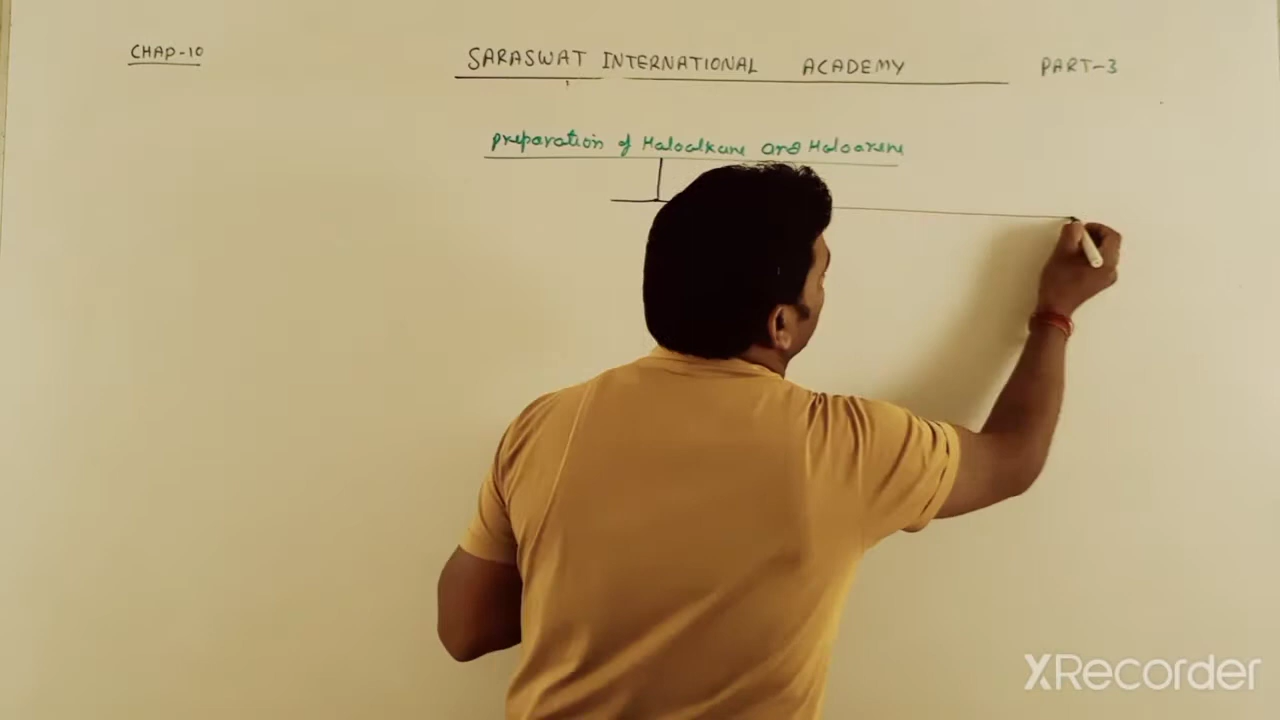 CHAP-10
SARASWAT INTERNATIONAL ACADEMY
PART-3
preparation of Haloalkane and Haloarene
XRecorder